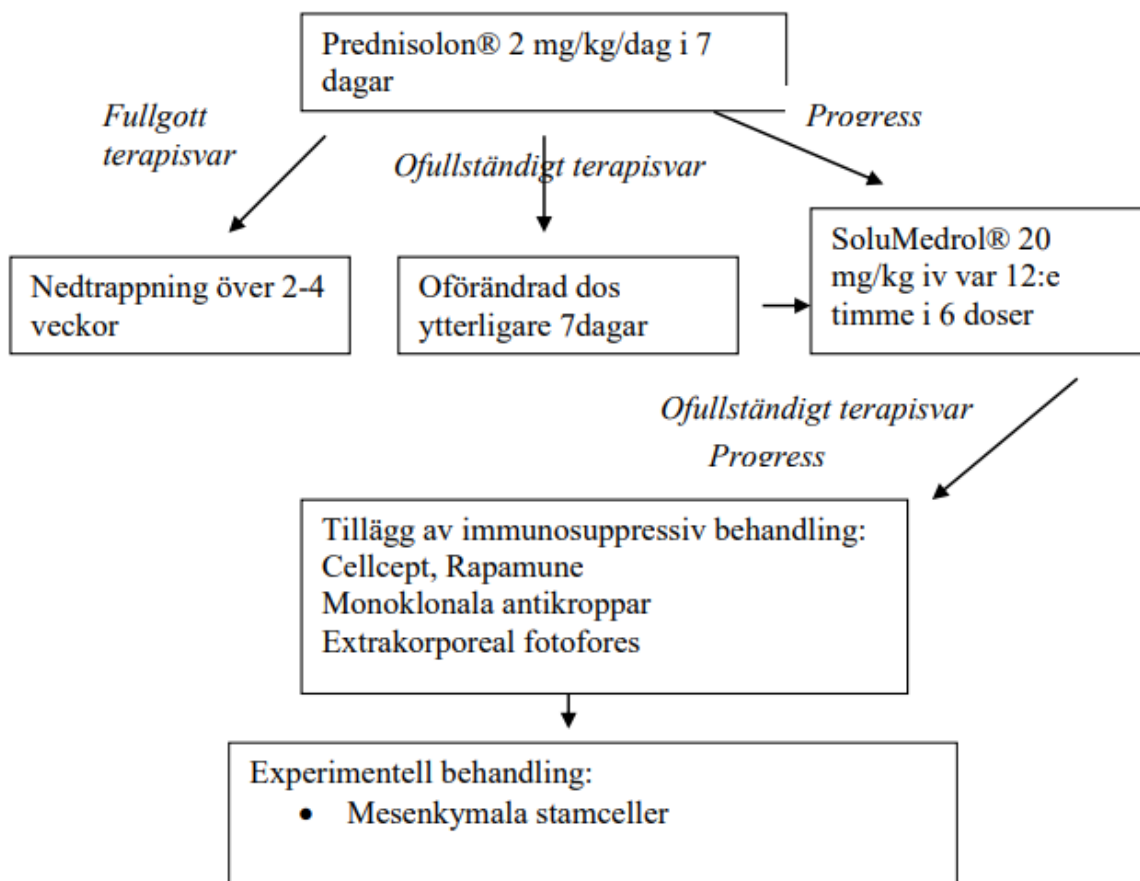 Prednisolon® 2 mg/kg/dag i 7
dagar
Fullgott
terapisvar
Ofullständigt terapisvar
Progress
Nedtrappning över 2-4
veckor
Oförändrad dos
ytterligare 7dagar
SoluMedrol® 20
mg/kg iv var 12:e
timme i 6 doser
Ofullständigt terapisvar
Progress
Tillägg av immunosuppressiv behandling:
Cellcept, Rapamune
Monoklonala antikroppar
Extrakorporeal fotofores
Experimentell behandling:
• Mesenkymala stamceller